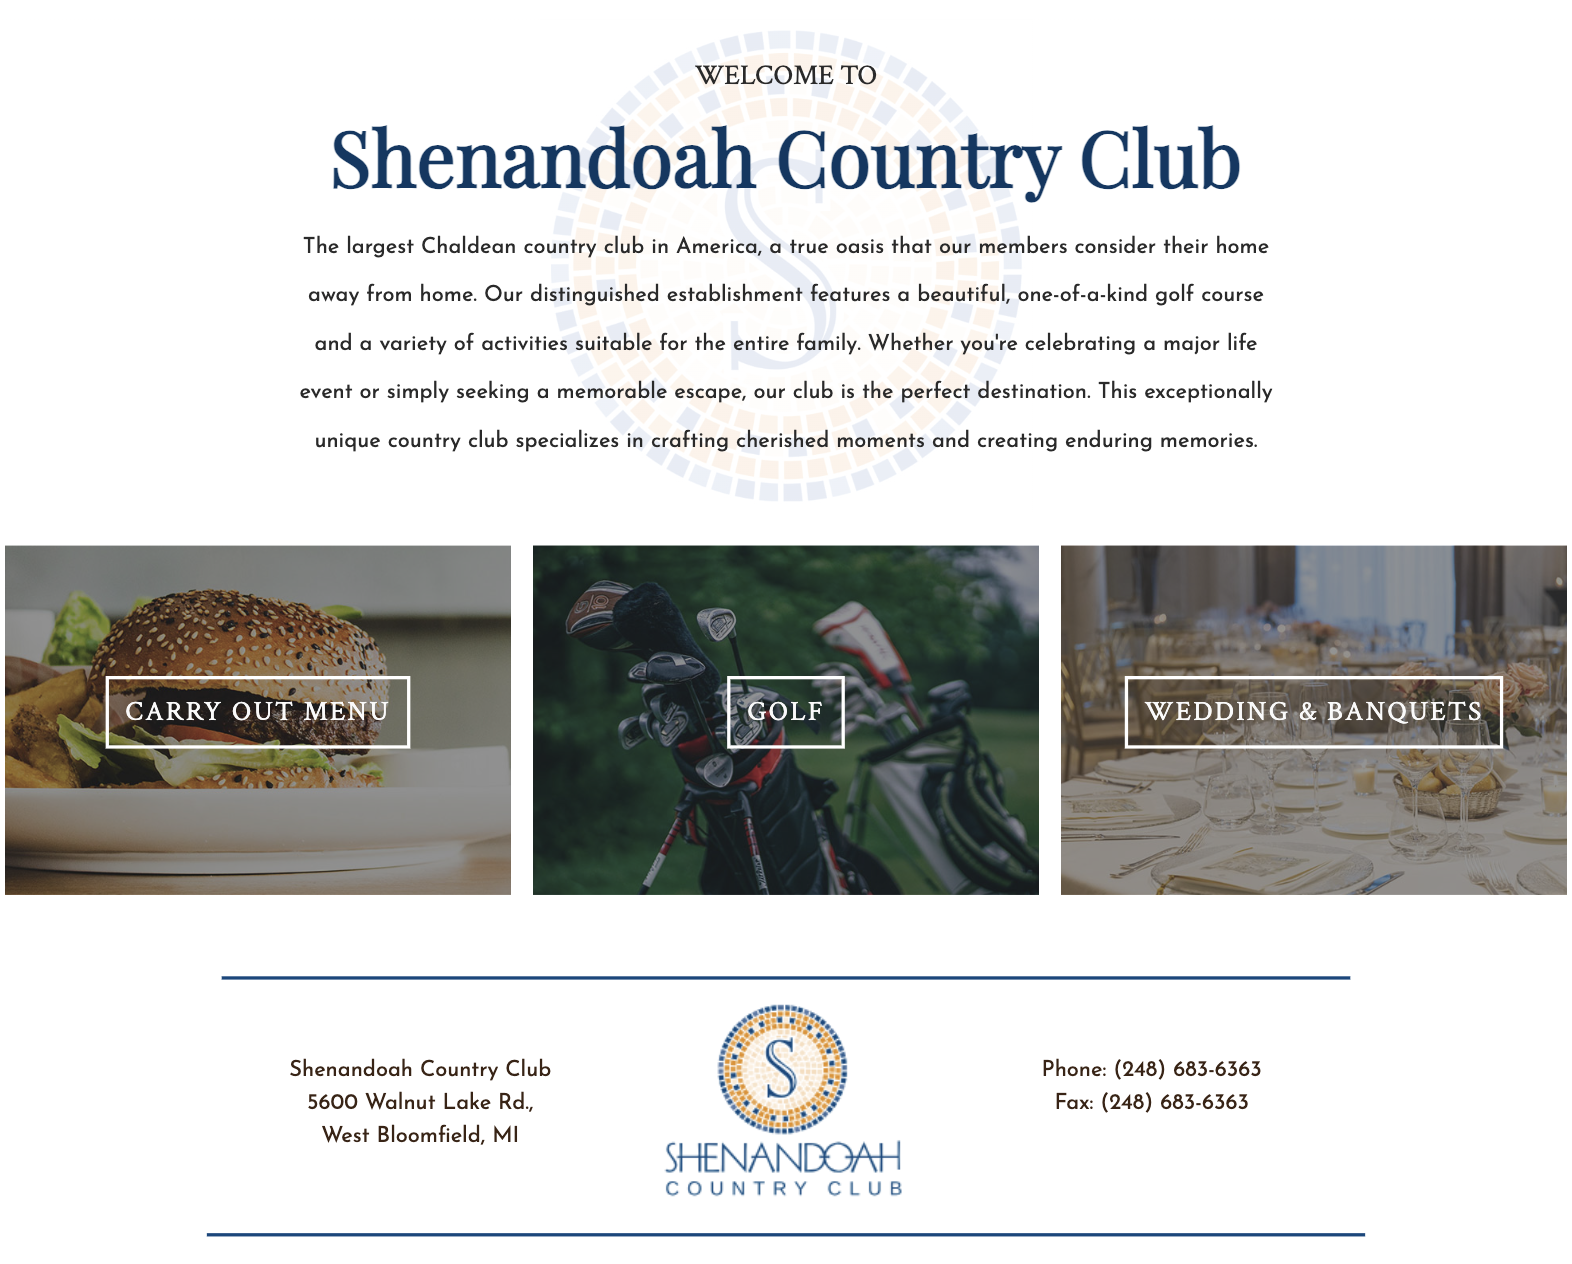 WELCOME TO
Shenandoah Country Club
The largest Chaldean country club in America, a true oasis that our members consider their home
away from home. Our distinguished establishment features a beautiful, one-of-a-kind golf course
and a variety of activities suitable for the entire family. Whether you're celebrating a major life
event or simply seeking a memorable escape, our club is the perfect destination. This exceptionally
unique country club specializes in crafting cherished moments and creating enduring memories.
S
CARRY OUT MENU
GOLF
WEDDING & BANQUETS
Shenandoah Country Club
5600 Walnut Lake Rd.,
West Bloomfield, MI
S
SHENANDOAH
COUNTRY CLUB
Phone: (248) 683-6363
Fax: (248) 683-6363